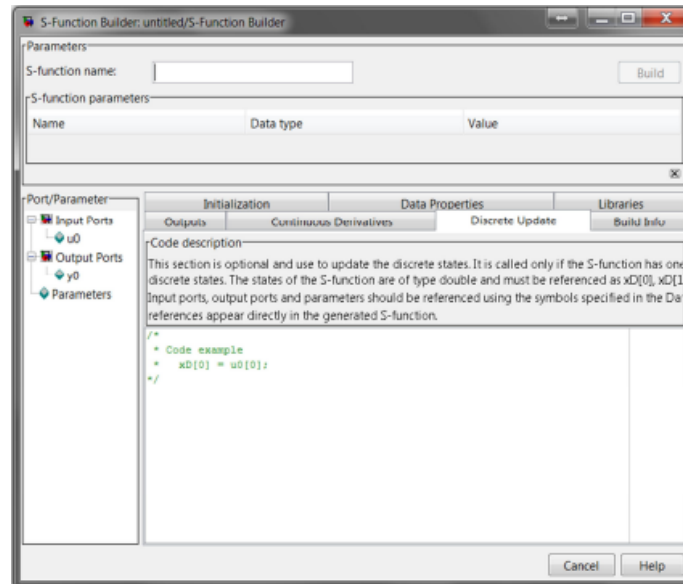 S-Function Builder: untitled/S-Function Builder
Parameters
S-function name:
Build
S-function parameters
Name Data type Value
Port/Parameter
Input Ports
u0
Output Ports
y0
Parameters
Initialization Data Properties Libraries
Outputs Continuous Derivatives Discrete Update Build Info
Code description
This section is optional and use to update the discrete states. It is called only if the S-function has one
discrete states. The states of the S-function are of type double and must be referenced as xD[0], xD[1
Input ports, output ports and parameters should be referenced using the symbols specified in the Da
references appear directly in the generated S-function.
/*
* Code example
* xD[0] = u0[0];
*/
Cancel Help